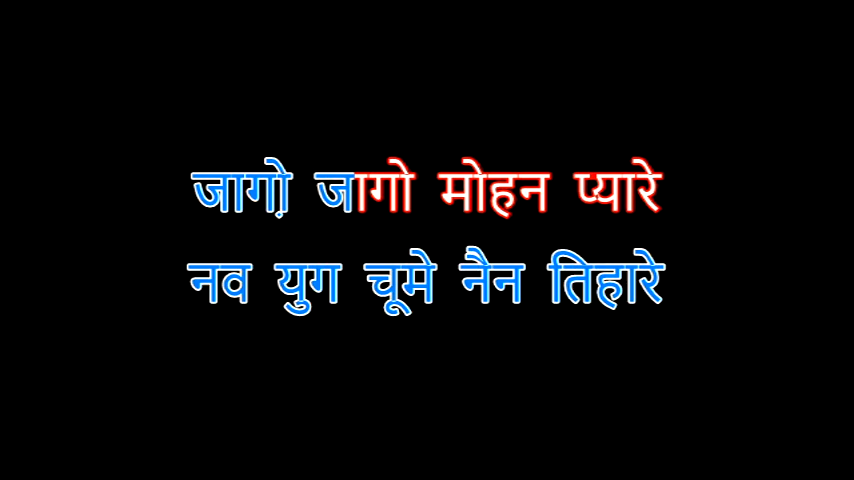 जागो़ जागो मोहन प्यारे
नव युग चूमे नैन तिहारे